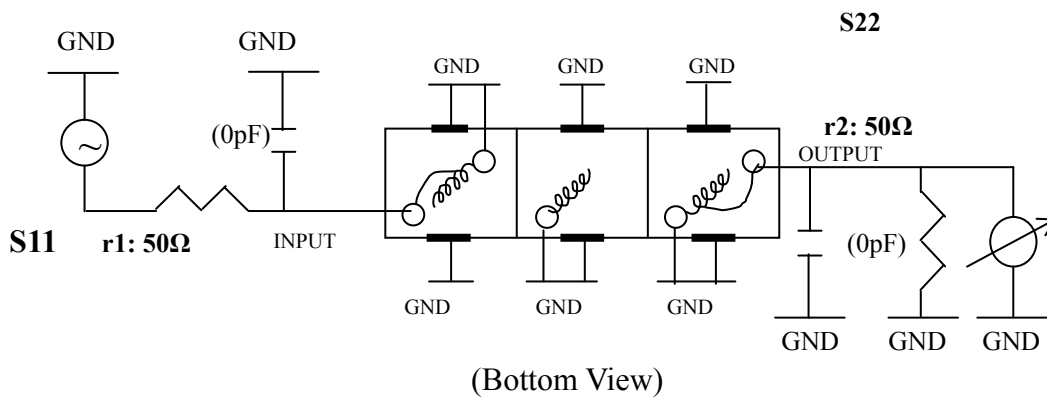 S22
GND
GND
GND
GND
GND
(0pF)
r2: 50Ω
OUTPUT
S11
r1: 50Ω
INPUT
(0pF)
GND
GND
GND
GND
GND
GND
(Bottom View)